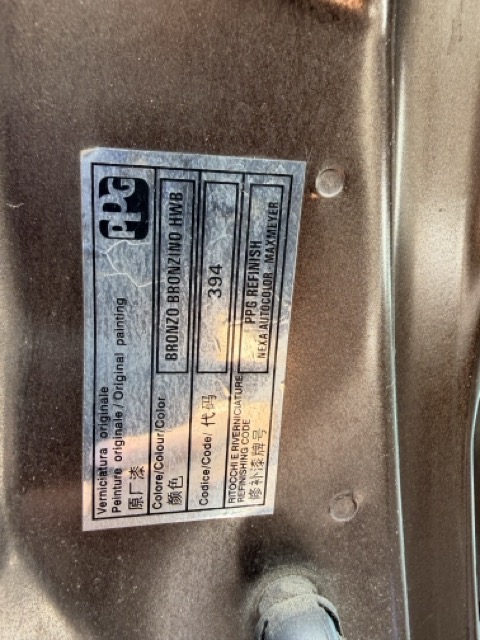 Verniciatura originale
Peinture originale/Original painting
原厂漆
PPG
Colore/Colour/Color
颜色
BRONZO BRONZINO HWB
Codice/Code/代码
394
RITOCCHI E RIVERNICIATURE
REFINISHING CODE
修补漆牌号
PPG REFINISH
NEXA AUTOCOLOR - MAXMEYER